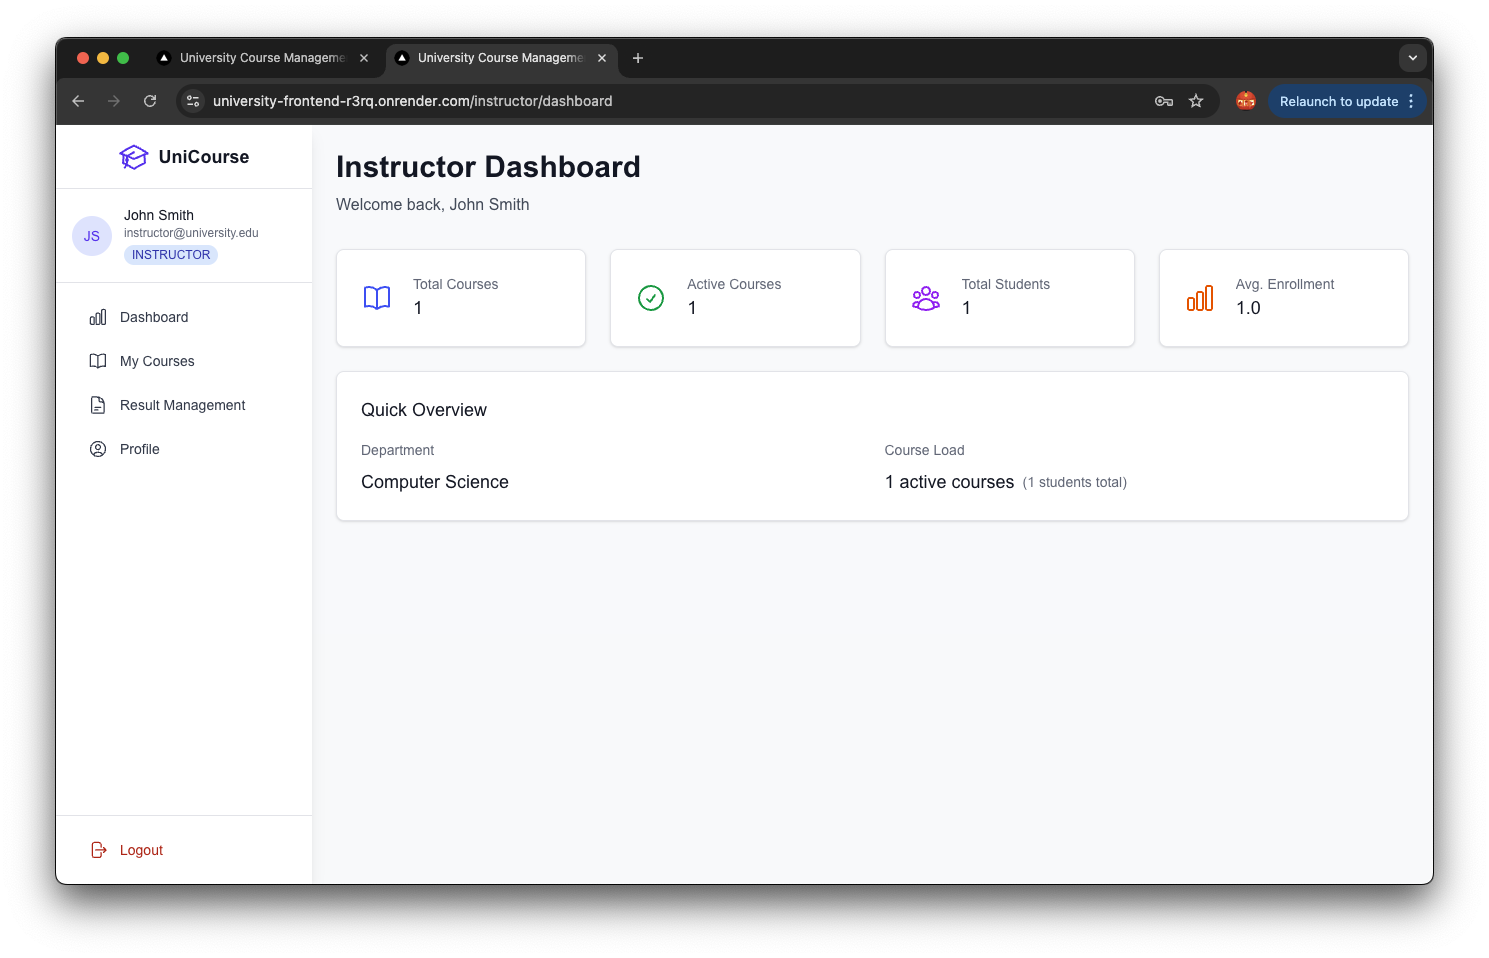 University Course Manageme
University Course Manageme
university-frontend-r3rq.onrender.com/instructor/dashboard
Relaunch to update
UniCourse
JS
John Smith
instructor@university.edu
INSTRUCTOR
Dashboard
My Courses
Result Management
Profile
Logout
Instructor Dashboard
Welcome back, John Smith
Total Courses
1
Active Courses
1
Total Students
1
Avg. Enrollment
1.0
Quick Overview
Department
Computer Science
Course Load
1 active courses (1 students total)